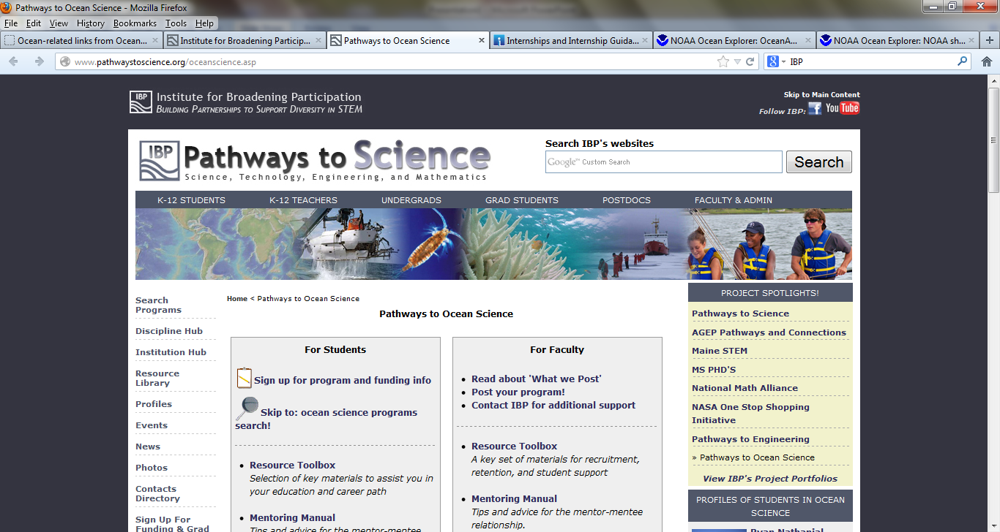 Pathways to Ocean Science - Mozilla Firefox
File Edit View History Bookmarks Tools Help
Ocean-related links from Ocean...
Institute for Broadening Particip...
Pathways to Ocean Science
Internships and Internship Guida...
NOAA Ocean Explorer: OceanA...
NOAA Ocean Explorer: NOAA sh...
www.pathwaystoscience.org/oceanscience.asp
8 IBP
IBP Institute for Broadening Participation
Building Partnerships to Support Diversity in STEM
Skip to Main Content
Follow IBP: f YouTube
IBP Pathways to Science
Science, Technology, Engineering, and Mathematics
Search IBP's websites
Google™ Custom Search
Search
K-12 STUDENTS K-12 TEACHERS UNDERGRADS GRAD STUDENTS POSTDOCS FACULTY & ADMIN
Search
Programs
Discipline Hub
Institution Hub
Resource
Library
Profiles
Events
News
Photos
Contacts
Directory
Sign Up For
Funding & Grad
Home < Pathways to Ocean Science
Pathways to Ocean Science
For Students
Sign up for program and funding info
Skip to: ocean science programs
search!
• Resource Toolbox
Selection of key materials to assist you in
your education and career path
• Mentoring Manual
Tips and advice for the mentor-mentee
For Faculty
• Read about 'What we Post'
• Post your program!
• Contact IBP for additional support
• Resource Toolbox
A key set of materials for recruitment,
retention, and student support
• Mentoring Manual
Tips and advice for the mentor-mentee
relationship.
PROJECT SPOTLIGHTS!
Pathways to Science
AGEP Pathways and Connections
Maine STEM
MS PHD'S
National Math Alliance
NASA One Stop Shopping
Initiative
Pathways to Engineering
» Pathways to Ocean Science
View IBP's Project Portfolios
PROFILES OF STUDENTS IN OCEAN
SCIENCE
Ryan Nathanial